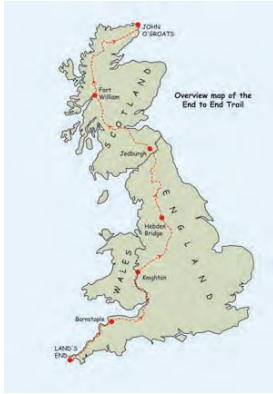 JOHN
O'GROATS
Overview map of the
End to End Trail
Fort
William
SCOTLAND
Jedburgh
ENGLAND
Hebden
Bridge
WALES
Knighton
Barnstaple
LAND'S
END